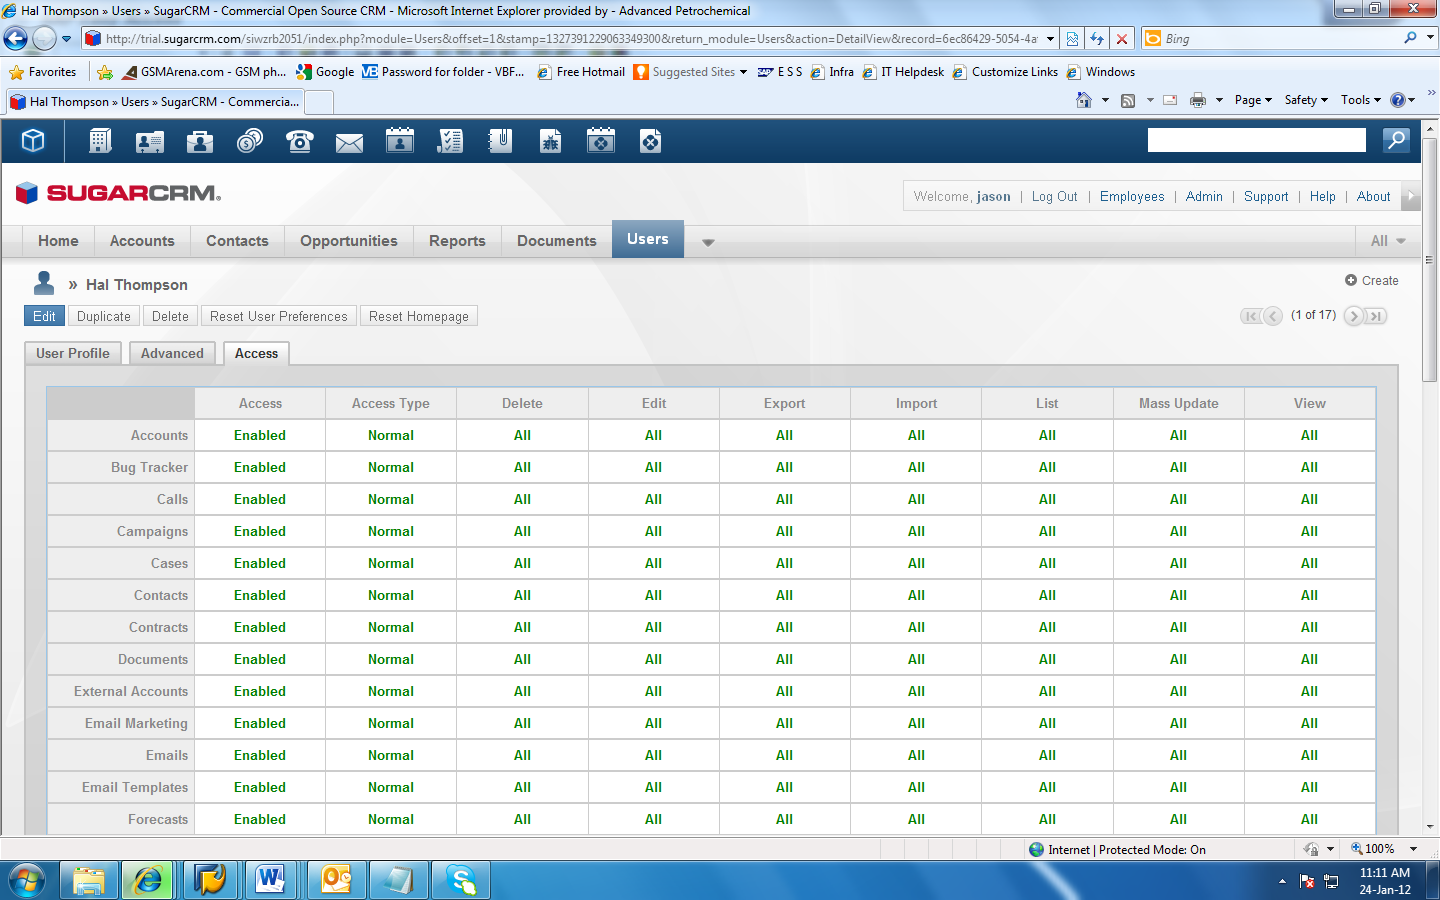 Hal Thompson » Users » SugarCRM - Commercial Open Source CRM - Microsoft Internet Explorer provided by - Advanced Petrochemical
http://trial.sugarcrm.com/siwzrb2051/index.php?module=Users&offset=1&stamp=1327391229063349300&return_module=Users&action=DetailView&record=6ec86429-5054-4a Bing
Favorites GSMArena.com - GSM ph... Google Password for folder - VBF... Free Hotmail Suggested Sites E S S Infra IT Helpdesk Customize Links Windows
Hal Thompson » Users » SugarCRM - Commercia... Page Safety Tools
SUGARCRM.
Welcome, jason | Log Out | Employees | Admin | Support | Help | About
Home Accounts Contacts Opportunities Reports Documents Users All
» Hal Thompson Create
Edit Duplicate Delete Reset User Preferences Reset Homepage (1 of 17)
User Profile Advanced Access
Access Access Type Delete Edit Export Import List Mass Update View
Accounts Enabled Normal All All All All All All All
Bug Tracker Enabled Normal All All All All All All All
Calls Enabled Normal All All All All All All All
Campaigns Enabled Normal All All All All All All All
Cases Enabled Normal All All All All All All All
Contacts Enabled Normal All All All All All All All
Contracts Enabled Normal All All All All All All All
Documents Enabled Normal All All All All All All All
External Accounts Enabled Normal All All All All All All All
Email Marketing Enabled Normal All All All All All All All
Emails Enabled Normal All All All All All All All
Email Templates Enabled Normal All All All All All All All
Forecasts Enabled Normal All All All All All All All
Internet | Protected Mode: On 100%
11:11 AM
24-Jan-12